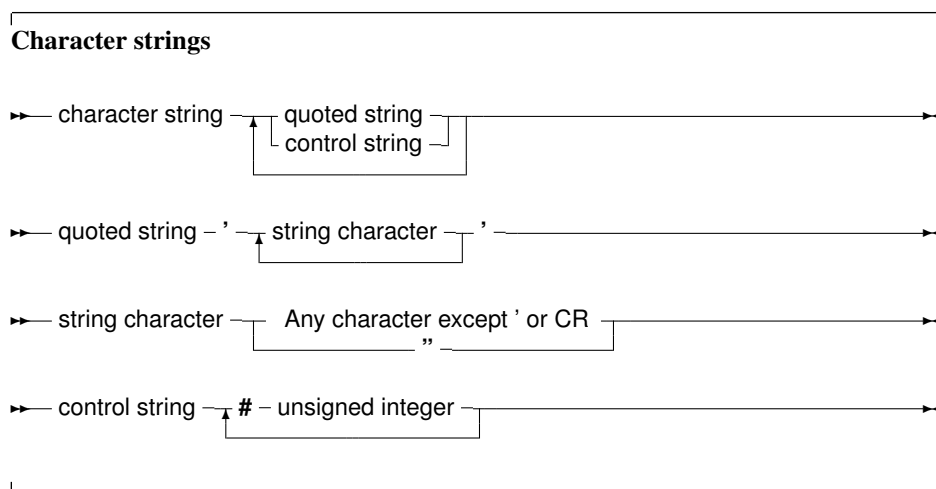 Character strings
character string quoted string
control string
quoted string ' string character '
string character Any character except ' or CR
''
control string # unsigned integer